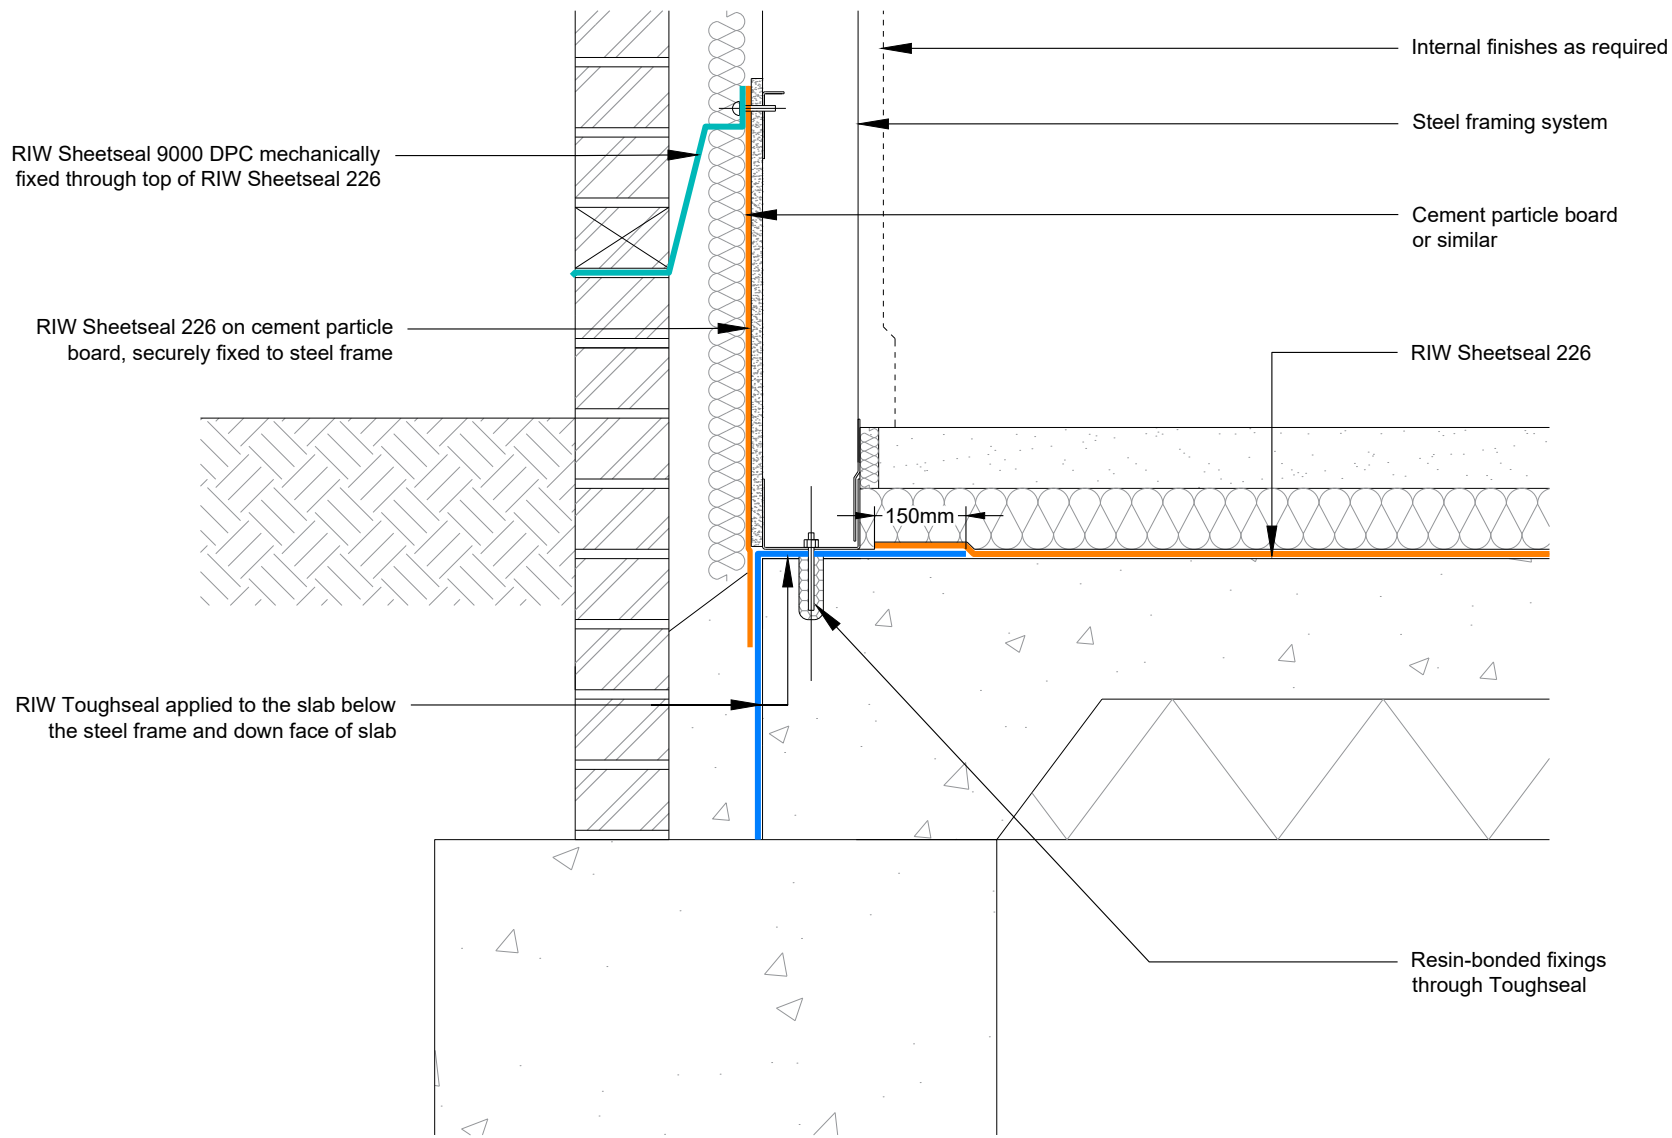 Internal finishes as required
Steel framing system
RIW Sheetseal 9000 DPC mechanically
fixed through top of RIW Sheetseal 226
Cement particle board
or similar
RIW Sheetseal 226 on cement particle
board, securely fixed to steel frame
RIW Sheetseal 226
150mm
RIW Toughseal applied to the slab below
the steel frame and down face of slab
Resin-bonded fixings
through Toughseal